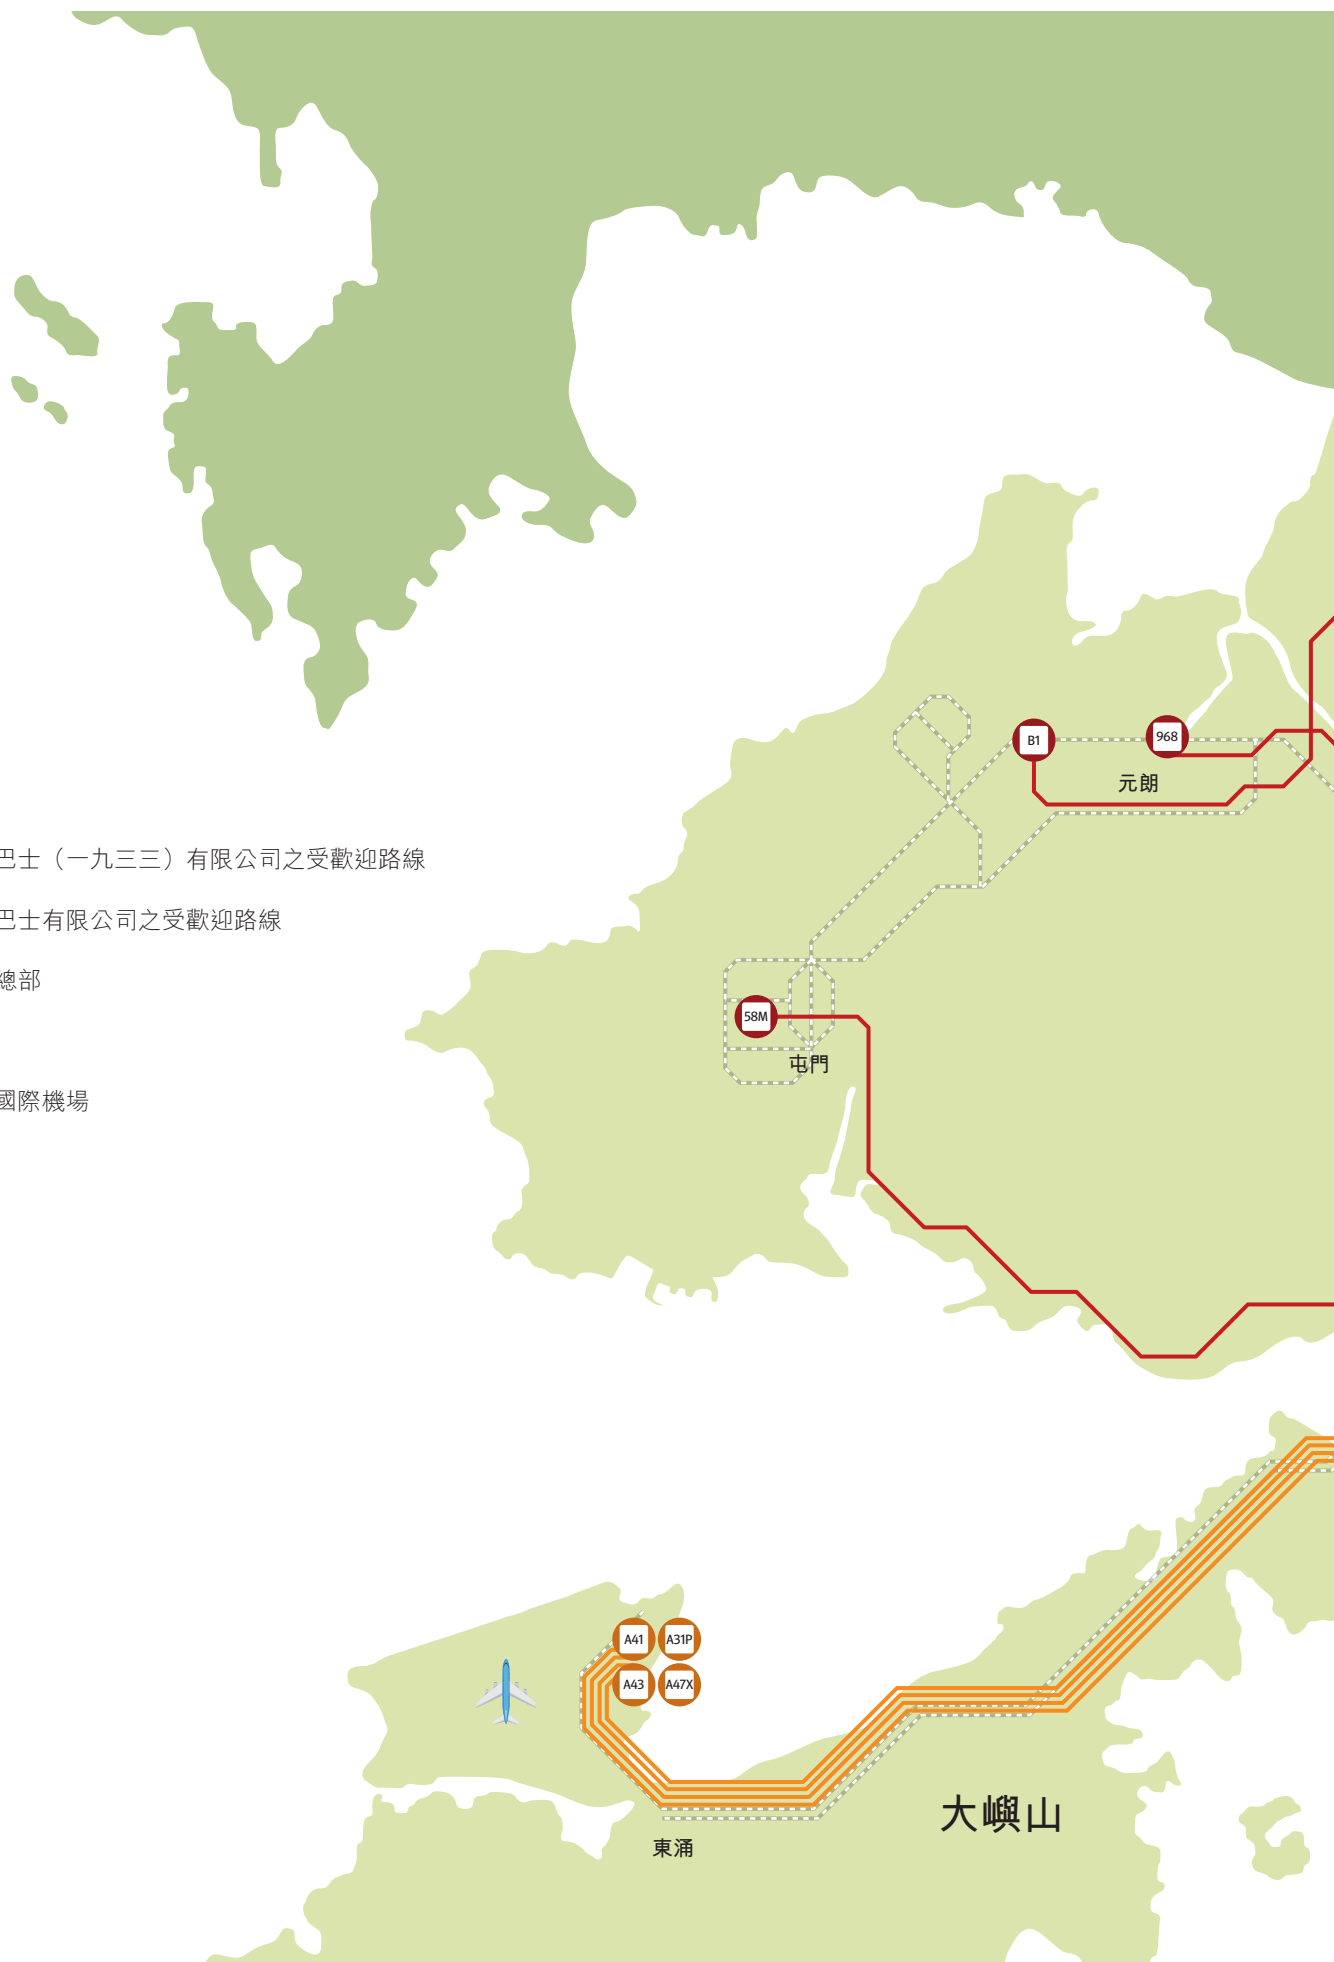 B1
968
元朗
巴士（一九三三）有限公司之受歡迎路線
巴士有限公司之受歡迎路線
總部
58M
屯門
國際機場
A41
A31P
A43
A47X
大嶼山
東涌